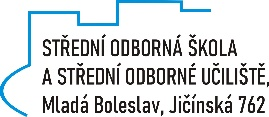 STŘEDNÍ ODBORNÁ ŠKOLA
A STŘEDNÍ ODBORNÉ UČILIŠTĚ,
Mladá Boleslav, Jičínská 762